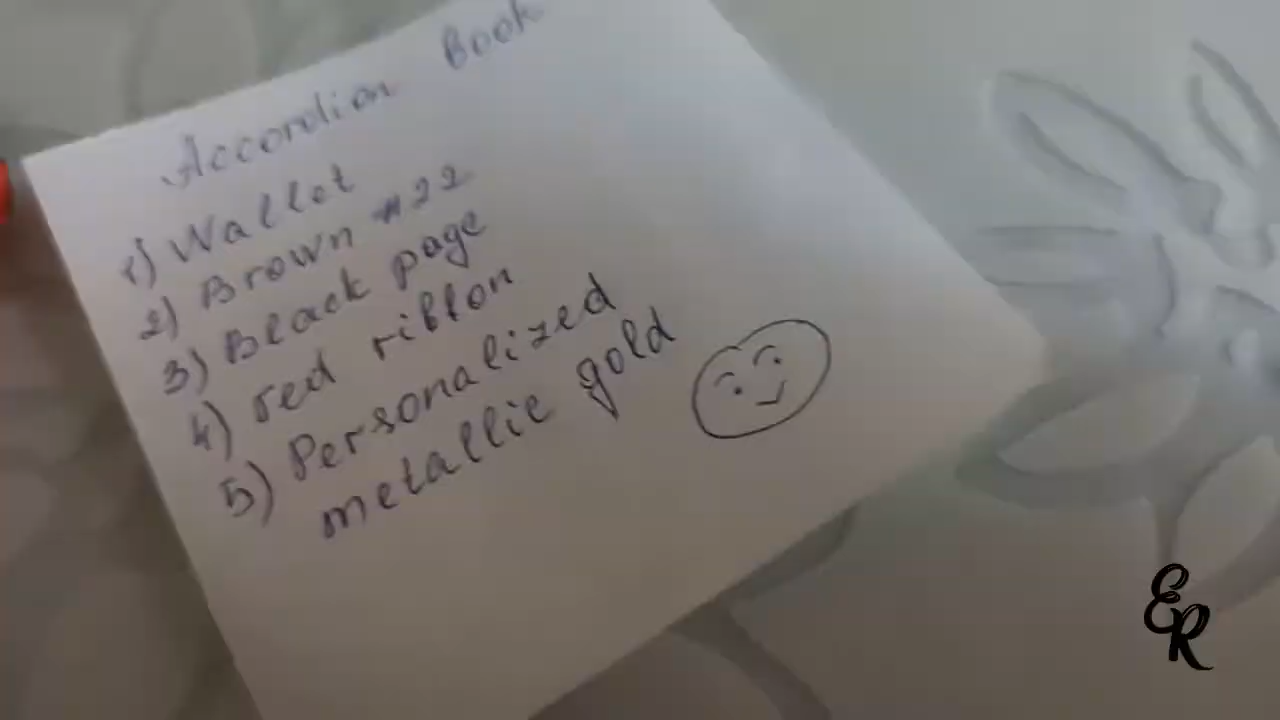 Accordion Book
1) Wallet
2) Brown #22
3) Black page
4) red ribbon
5) Personalized
metallic gold
ER